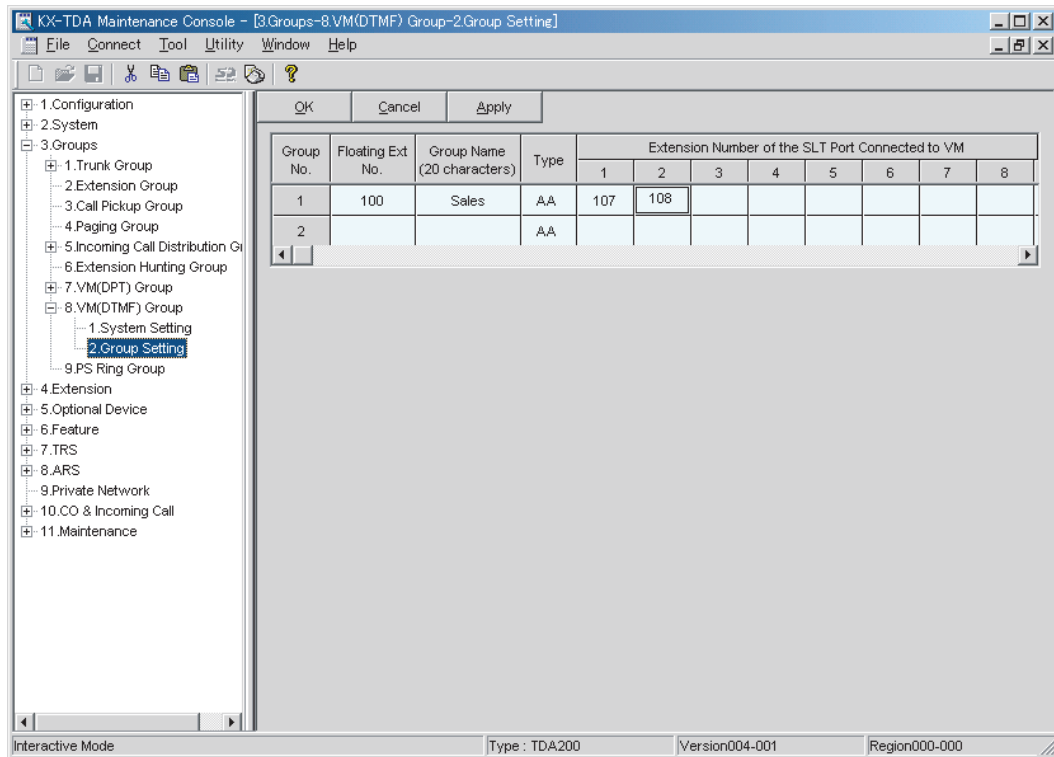 KX-TDA Maintenance Console - [3.Groups-8.VM(DTMF) Group-2.Group Setting]
File Connect Tool Utility Window Help
1.Configuration
2.System
3.Groups
1.Trunk Group
2.Extension Group
3.Call Pickup Group
4.Paging Group
5.Incoming Call Distribution Gr
6.Extension Hunting Group
7.VM(DPT) Group
8.VM(DTMF) Group
1.System Setting
2.Group Setting
9.PS Ring Group
4.Extension
5.Optional Device
6.Feature
7.TRS
8.ARS
9.Private Network
10.CO & Incoming Call
11.Maintenance
OK Cancel Apply
Group No. Floating Ext No. Group Name (20 characters) Type Extension Number of the SLT Port Connected to VM
1 2 3 4 5 6 7 8
1 100 Sales AA 107 108
2 AA
Interactive Mode Type : TDA200 Version004-001 Region000-000